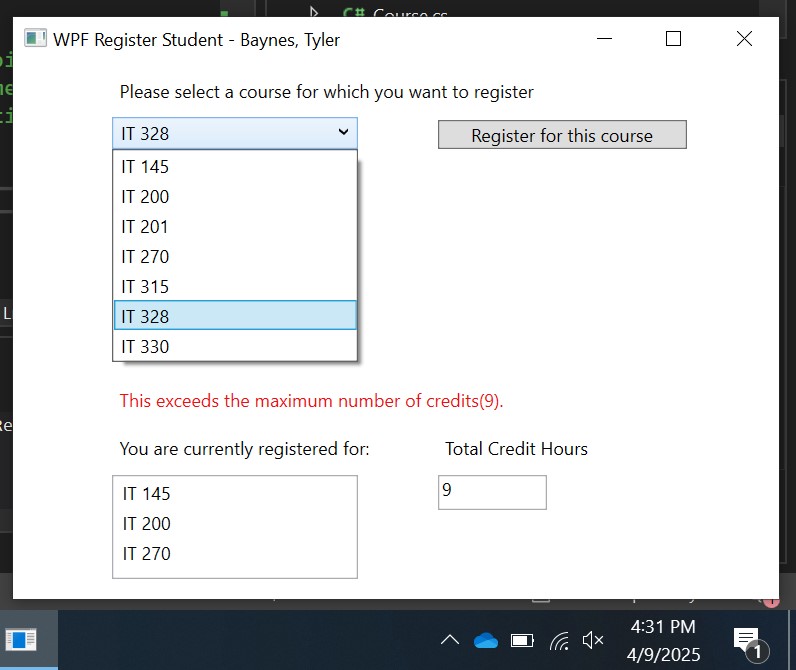 Course.cs
WPF Register Student - Baynes, Tyler
Please select a course for which you want to register
IT 328
Register for this course
IT 145
IT 200
IT 201
IT 270
IT 315
IT 328
IT 330
This exceeds the maximum number of credits(9).
You are currently registered for:
Total Credit Hours
IT 145
IT 200
IT 270
9
4:31 PM
4/9/2025
1